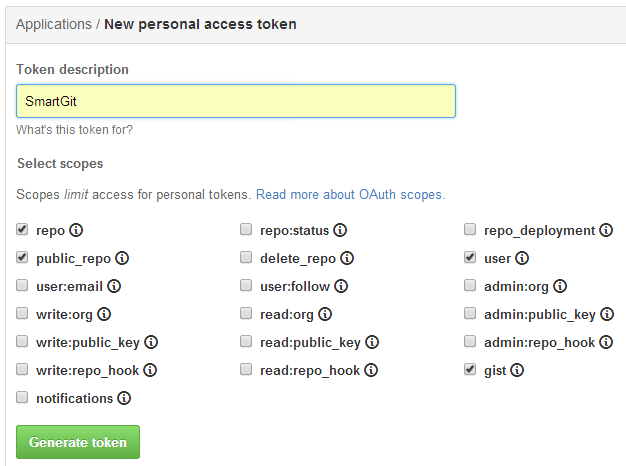 Applications / New personal access token
Token description
SmartGit
What's this token for?
Select scopes
Scopes limit access for personal tokens. Read more about OAuth scopes.
repo repo:status repo_deployment
public_repo delete_repo user
user:email user:follow admin:org
write:org read:org admin:public_key
write:public_key read:public_key admin:repo_hook
write:repo_hook read:repo_hook gist
notifications
Generate token